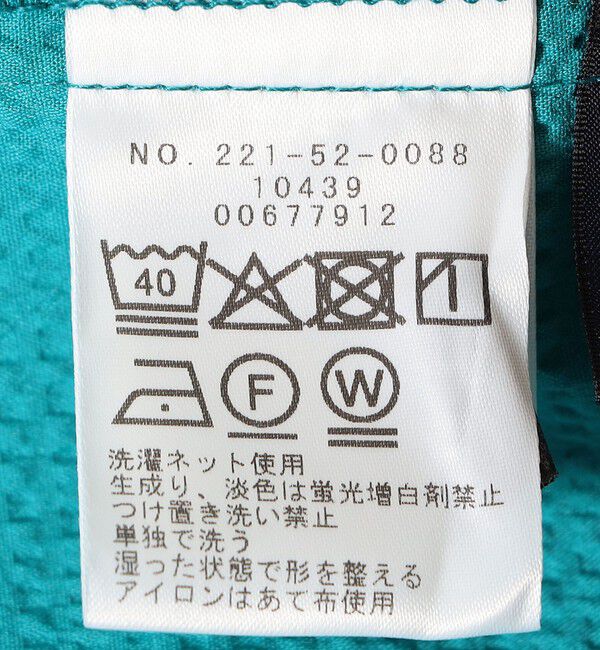 NO. 221-52-0088
10439
00677912
40
F W
洗濯ネット使用
生成り、淡色は蛍光増白剤禁止
つけ置き洗い禁止
単独で洗う
湿った状態で形を整える
アイロンはあて布使用